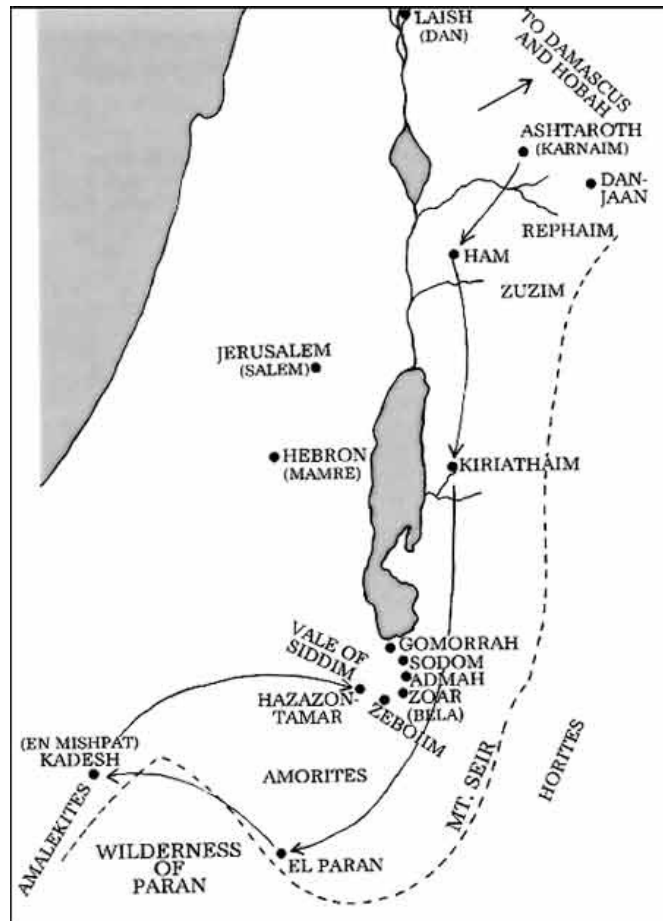 LAISH
(DAN)
TO DAMASCUS
AND HOBAH
ASHTAROTH
(KARNAIM)
DAN-
JAAN
REPHAIM
HAM
ZUZIM
JERUSALEM
(SALEM)
HEBRON
(MAMRE)
KIRIATHAIM
VALE OF
SIDDIM
GOMORRAH
SODOM
ADMAH
ZOAR
(BELA)
HAZAZON-
TAMAR
ZEBOIIM
(EN MISHPAT)
KADESH
AMORITES
MT. SEIR
HORITES
AMALEKITES
WILDERNESS
OF
PARAN
EL PARAN